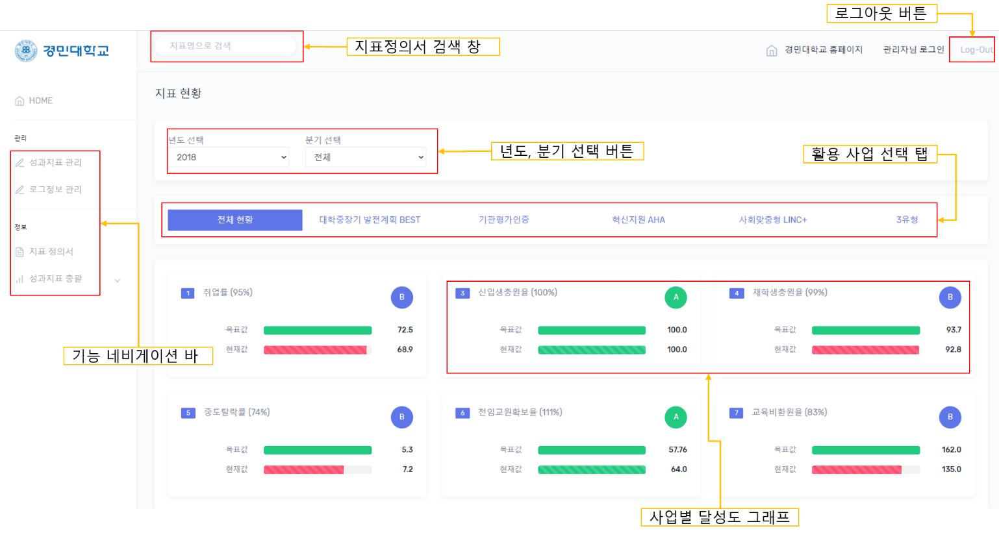 로그아웃 버튼
경민대학교
지표명으로 검색
지표정의서 검색 창
경민대학교 홈페이지
관리자님 로그인
Log-Out
지표 현황
HOME
관리
성과지표 관리
로그정보 관리
정보
지표 정의서
성과지표 총괄
기능 네비게이션 바
년도 선택
2018
분기 선택
전체
년도, 분기 선택 버튼
활용 사업 선택 탭
전체 현황
대학중장기 발전계획 BEST
기관평가인증
혁신지원 AHA
사회맞춤형 LINC+
3유형
1 취업률 (95%) B
목표값 72.5
현재값 68.9
3 신입생충원율 (100%) A
목표값 100.0
현재값 100.0
4 재학생충원율 (99%) B
목표값 93.7
현재값 92.8
5 중도탈락률 (74%) B
목표값 5.3
현재값 7.2
6 전임교원확보율 (111%) A
목표값 57.76
현재값 64.0
7 교육비환원율 (83%) B
목표값 162.0
현재값 135.0
사업별 달성도 그래프